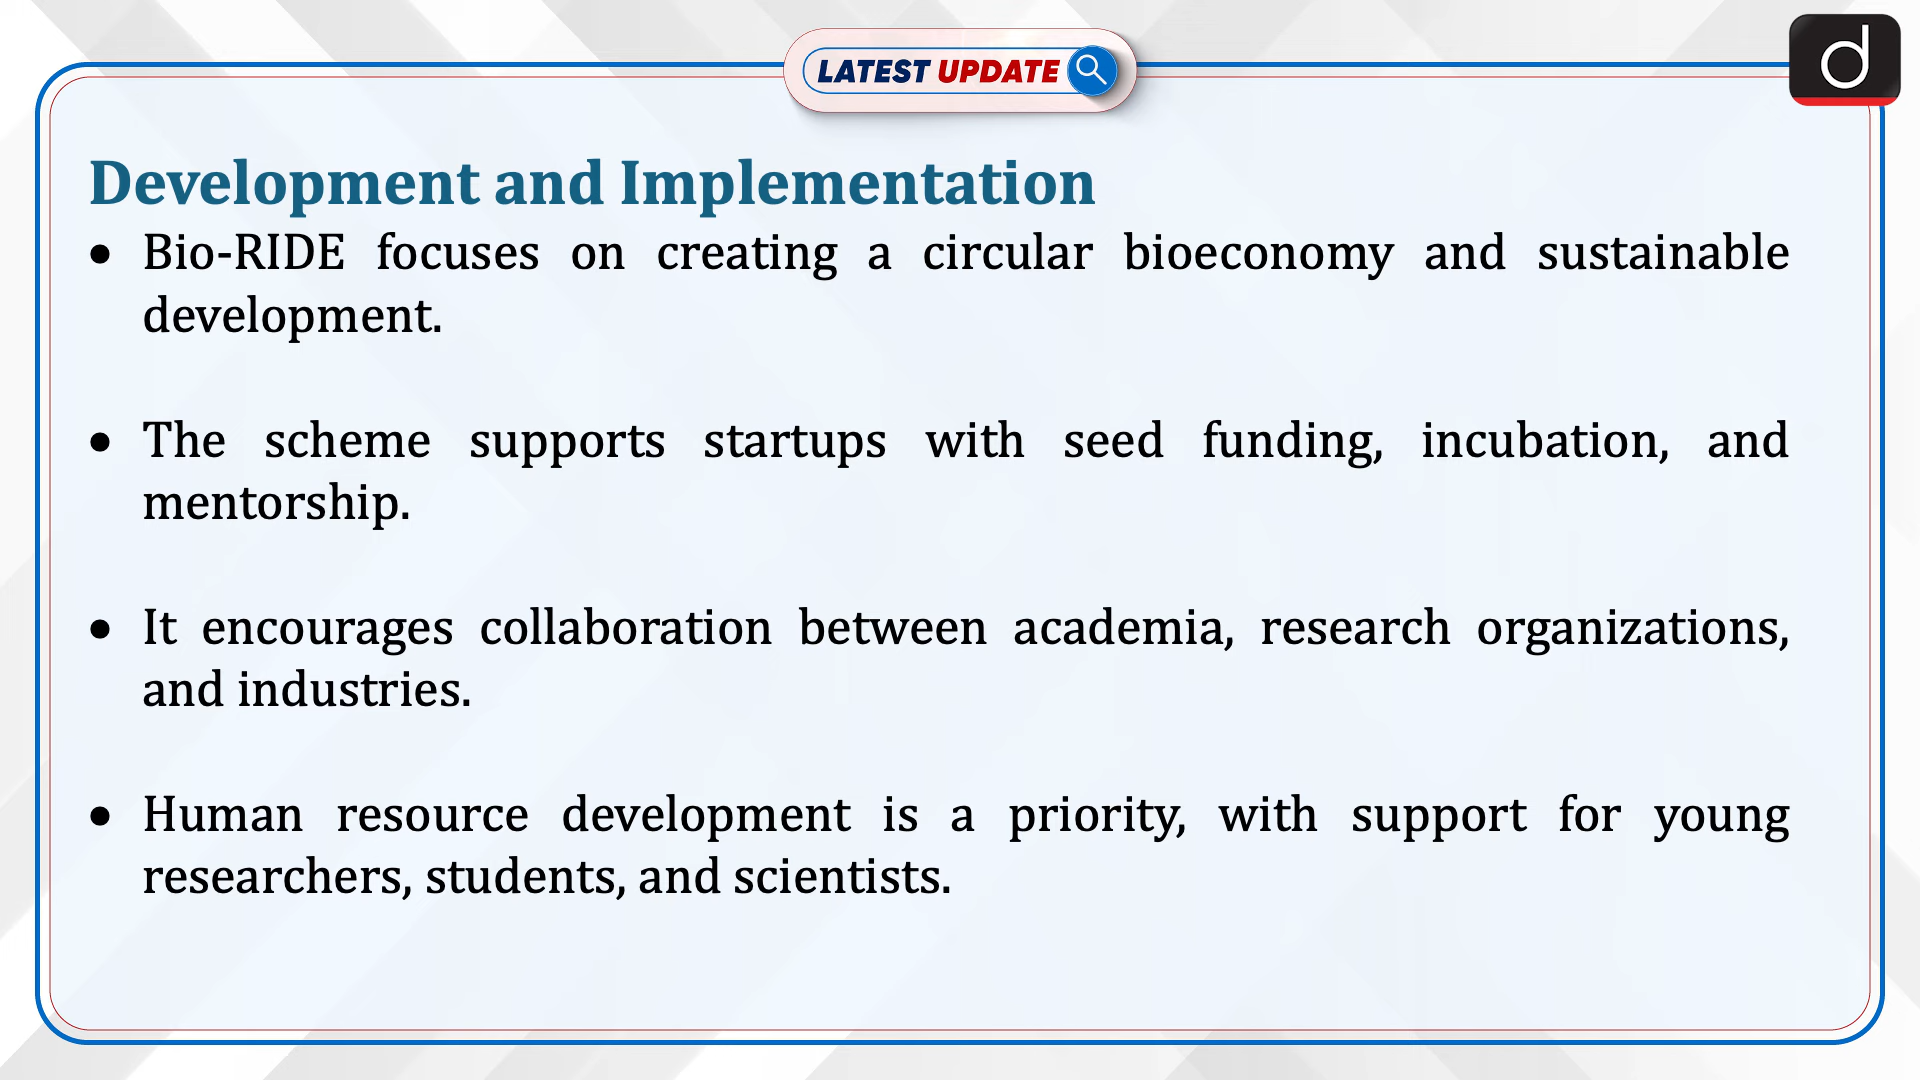 LATEST UPDATE
d
Development and Implementation
• Bio-RIDE focuses on creating a circular bioeconomy and sustainable
development.
• The scheme supports startups with seed funding, incubation, and
mentorship.
• It encourages collaboration between academia, research organizations,
and industries.
• Human resource development is a priority, with support for young
researchers, students, and scientists.